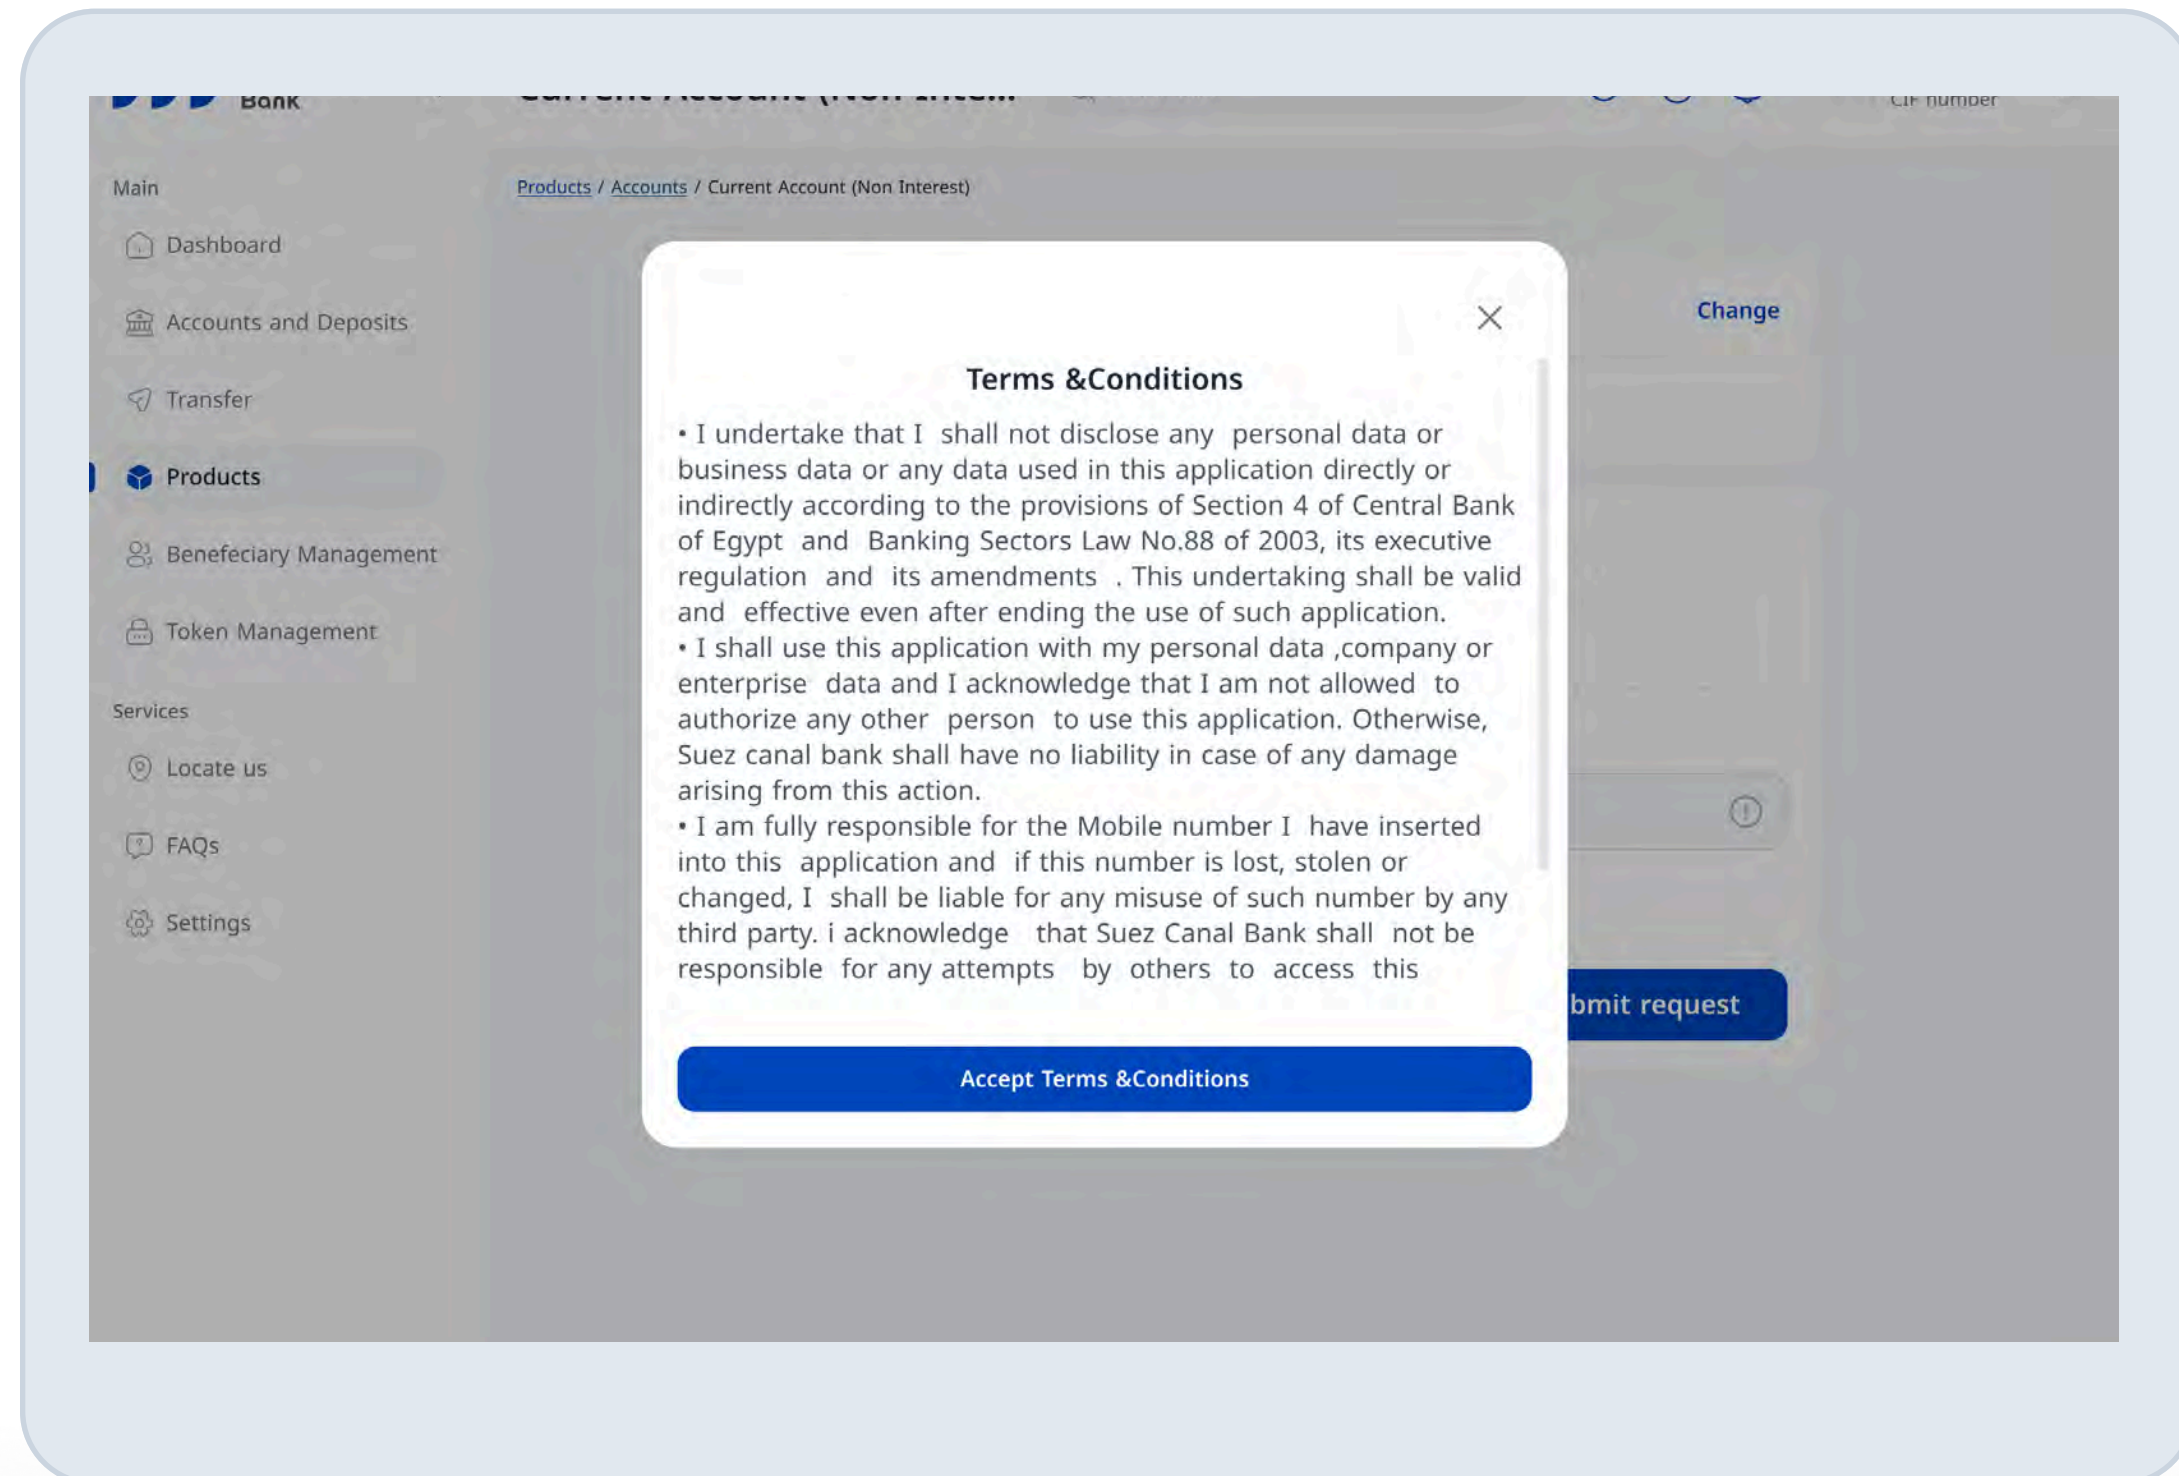 Bank
Current Account (Non Inte...
CIF number
Main
Products / Accounts / Current Account (Non Interest)
Dashboard
Accounts and Deposits
Change
Transfer
Products
Benefeciary Management
Token Management
Services
Locate us
FAQs
Settings
Terms &Conditions
• I undertake that I shall not disclose any personal data or
business data or any data used in this application directly or
indirectly according to the provisions of Section 4 of Central Bank
of Egypt and Banking Sectors Law No.88 of 2003, its executive
regulation and its amendments . This undertaking shall be valid
and effective even after ending the use of such application.
• I shall use this application with my personal data ,company or
enterprise data and I acknowledge that I am not allowed to
authorize any other person to use this application. Otherwise,
Suez canal bank shall have no liability in case of any damage
arising from this action.
• I am fully responsible for the Mobile number I have inserted
into this application and if this number is lost, stolen or
changed, I shall be liable for any misuse of such number by any
third party. i acknowledge that Suez Canal Bank shall not be
responsible for any attempts by others to access this
bmit request
Accept Terms &Conditions